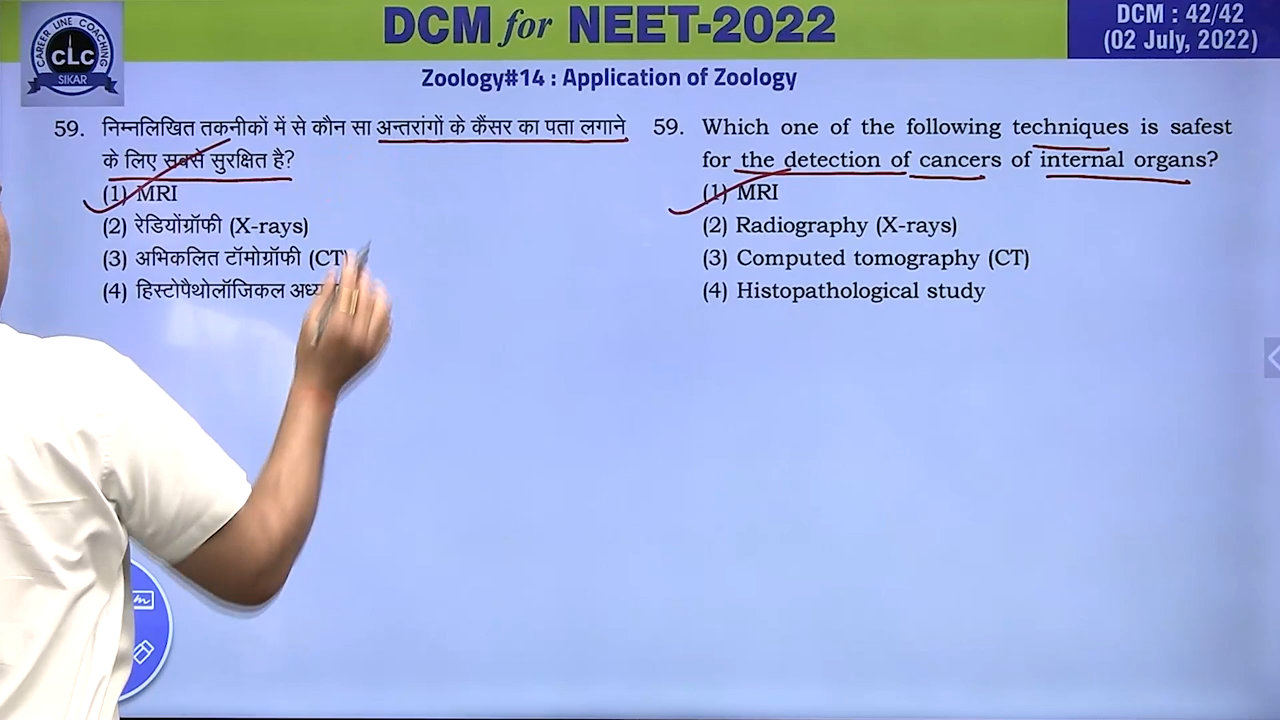 DCM for NEET-2022
DCM : 42/42
(02 July, 2022)
CAREER LINE COACHING
CLC
SIKAR
Zoology#14 : Application of Zoology
59. निम्नलिखित तकनीकों में से कौन सा अन्तरांगों के कैंसर का पता लगाने
के लिए सबसे सुरक्षित है?
(1) MRI
(2) रेडियोंग्रॉफी (X-rays)
(3) अभिकलित टॉमोग्रॉफी (CT)
(4) हिस्टोपैथोलॉजिकल
59. Which one of the following techniques is safest
for the detection of cancers of internal organs?
(1) MRI
(2) Radiography (X-rays)
(3) Computed tomography (CT)
(4) Histopathological study